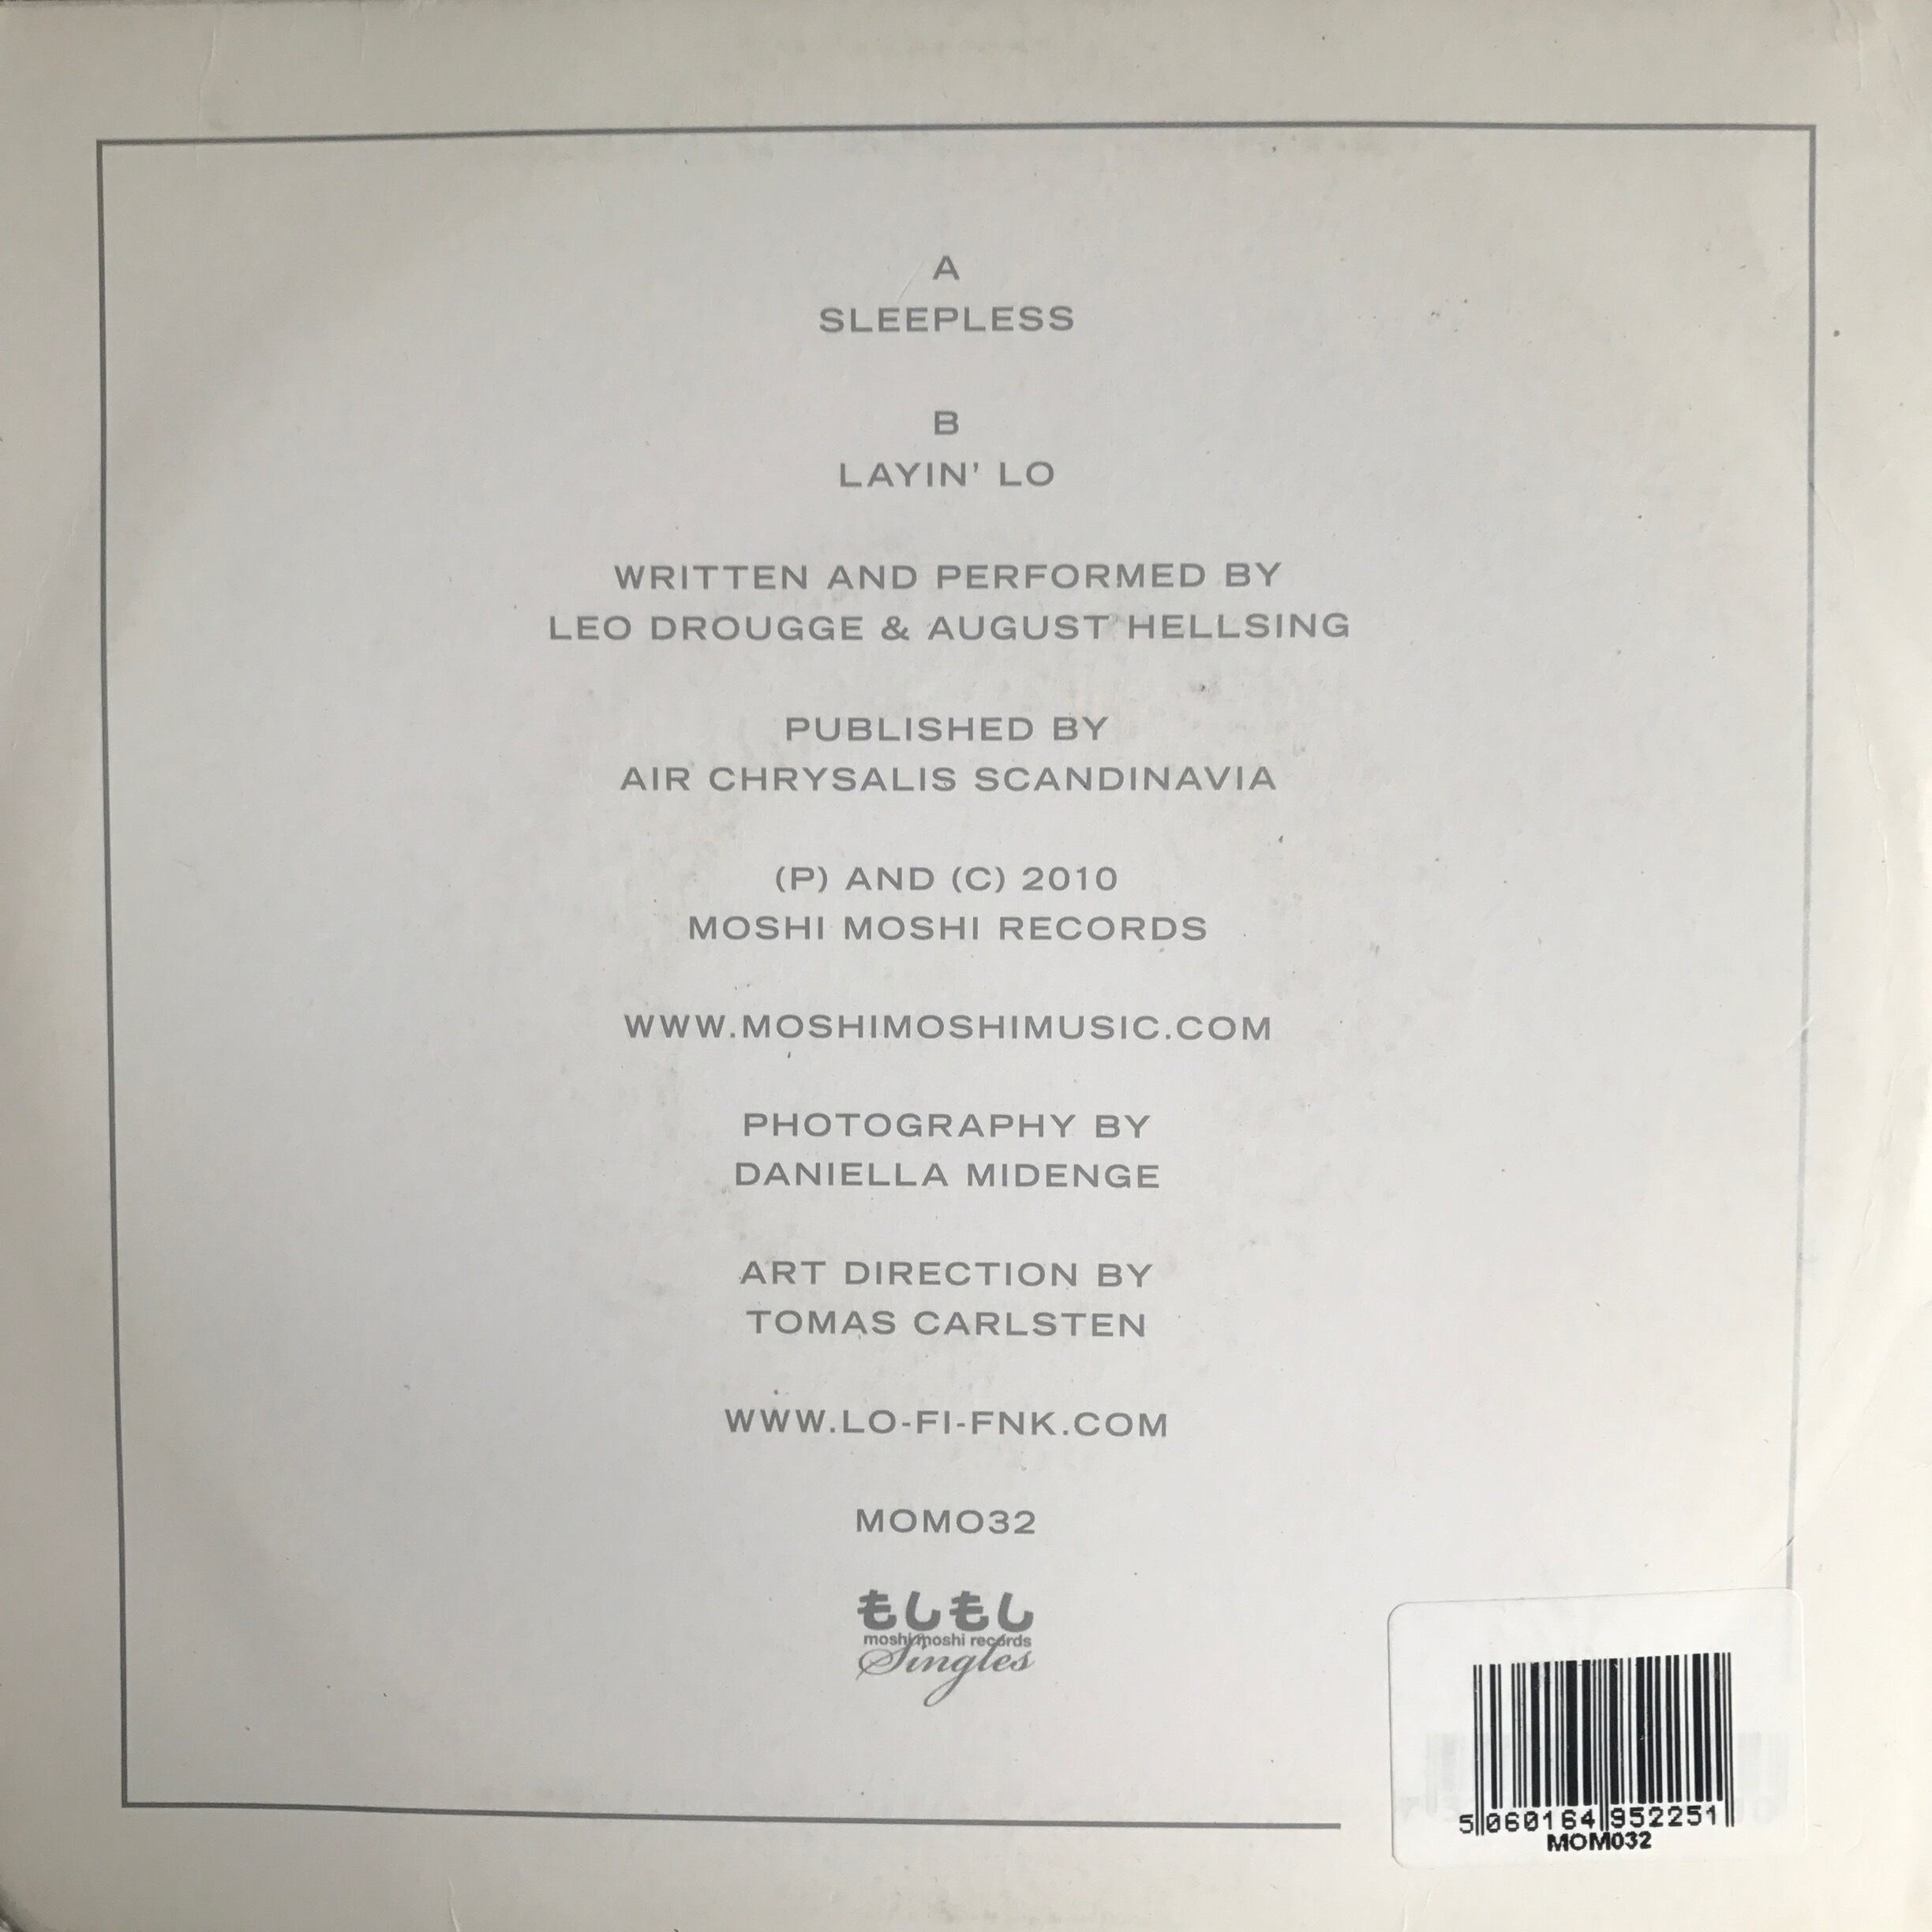 A
SLEEPLESS
B
LAYIN' LO
WRITTEN AND PERFORMED BY
LEO DROUGGE & AUGUST HELLSING
PUBLISHED BY
AIR CHRYSALIS SCANDINAVIA
(P) AND (C) 2010
MOSHI MOSHI RECORDS
WWW.MOSHIMOSHIMUSIC.COM
PHOTOGRAPHY BY
DANIELLA MIDENGE
ART DIRECTION BY
TOMAS CARLSTEN
WWW.LO-FI-FNK.COM
MOMO32
もしもし
moshi moshi records
Singles
5 060164 952251
MOM032